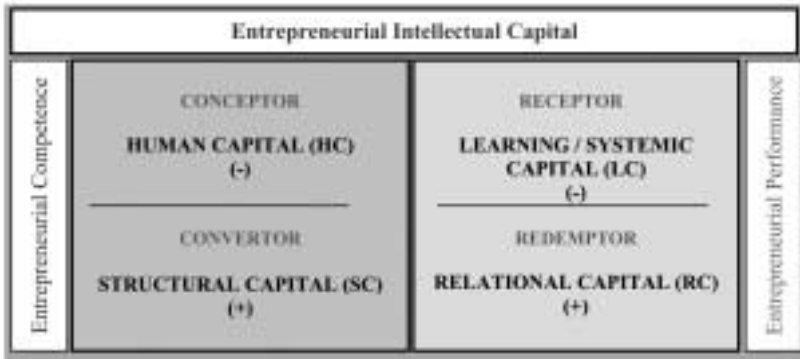 Entrepreneurial Intellectual Capital
Entrepreneurial Competence
CONCEPTOR
HUMAN CAPITAL (HC)
(-)
CONVERTOR
STRUCTURAL CAPITAL (SC)
(+)
RECEPTOR
LEARNING / SYSTEMIC
CAPITAL (LC)
(-)
REDEMPTOR
RELATIONAL CAPITAL (RC)
(+)
Entrepreneurial Performance